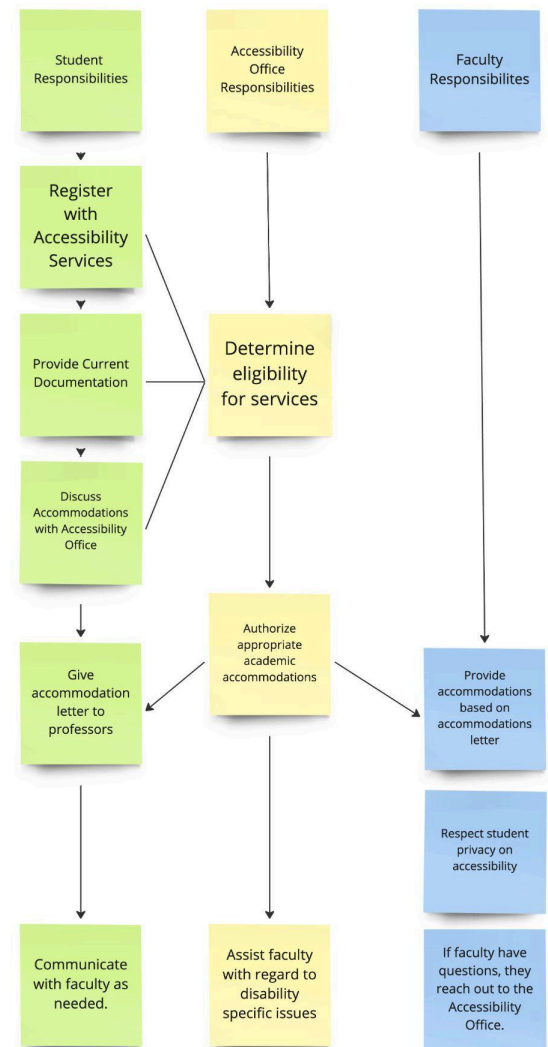 Student
Responsibilities
Accessibility
Office
Responsibilities
Faculty
Responsibilites
Register
with
Accessibility
Services
Provide Current
Documentation
Determine
eligibility
for services
Discuss
Accommodations
with Accessibility
Office
Give
accommodation
letter to
professors
Authorize
appropriate
academic
accommodations
Provide
accommodations
based on
accommodations
letter
Respect student
privacy on
accessibility
Communicate
with faculty as
needed.
Assist faculty
with regard to
disability
specific issues
If faculty have
questions, they
reach out to the
Accessibility
Office.